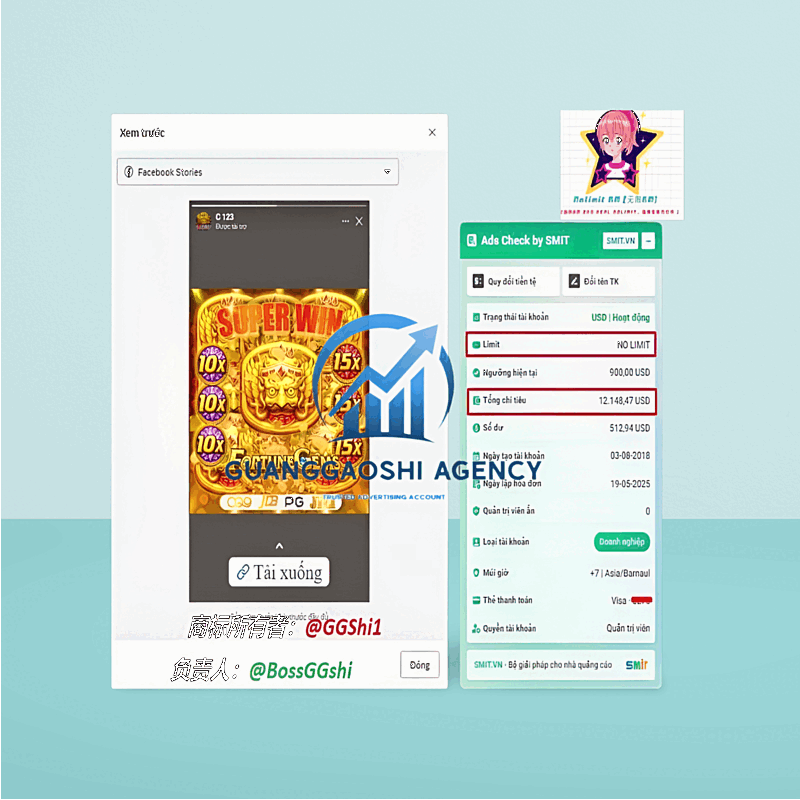 Xem trước
Facebook Stories
C 123
Được tài trợ
SUPER WIN
10x
15x
10x
10x
15x
FORTUNE GEMS
PG
GUANGGAOSHI AGENCY
TRUSTED ADVERTISING ACCOUNT
Tải xuống
商标所有者： @GGShi1
负责人： @BossGGshi
Đóng
Nolimit
Ads Check by SMIT
SMIT.VN
Quy đổi tiền tệ
Đổi tên TK
Trạng thái tài khoản
USD | Hoạt động
Limit
NO LIMIT
Ngưỡng hiện tại
900,00 USD
Tổng chi tiêu
12.148,47 USD
Số dư
512,94 USD
Ngày tạo tài khoản
03-08-2018
Ngày lập hóa đơn
19-05-2025
Quản trị viên ẩn
0
Loại tài khoản
Doanh nghiệp
Múi giờ
+7 | Asia/Barnaul
Thẻ thanh toán
Visa
Quyền tài khoản
Quản trị viên
SMIT.VN - Bộ giải pháp cho nhà quảng cáo
SMIT